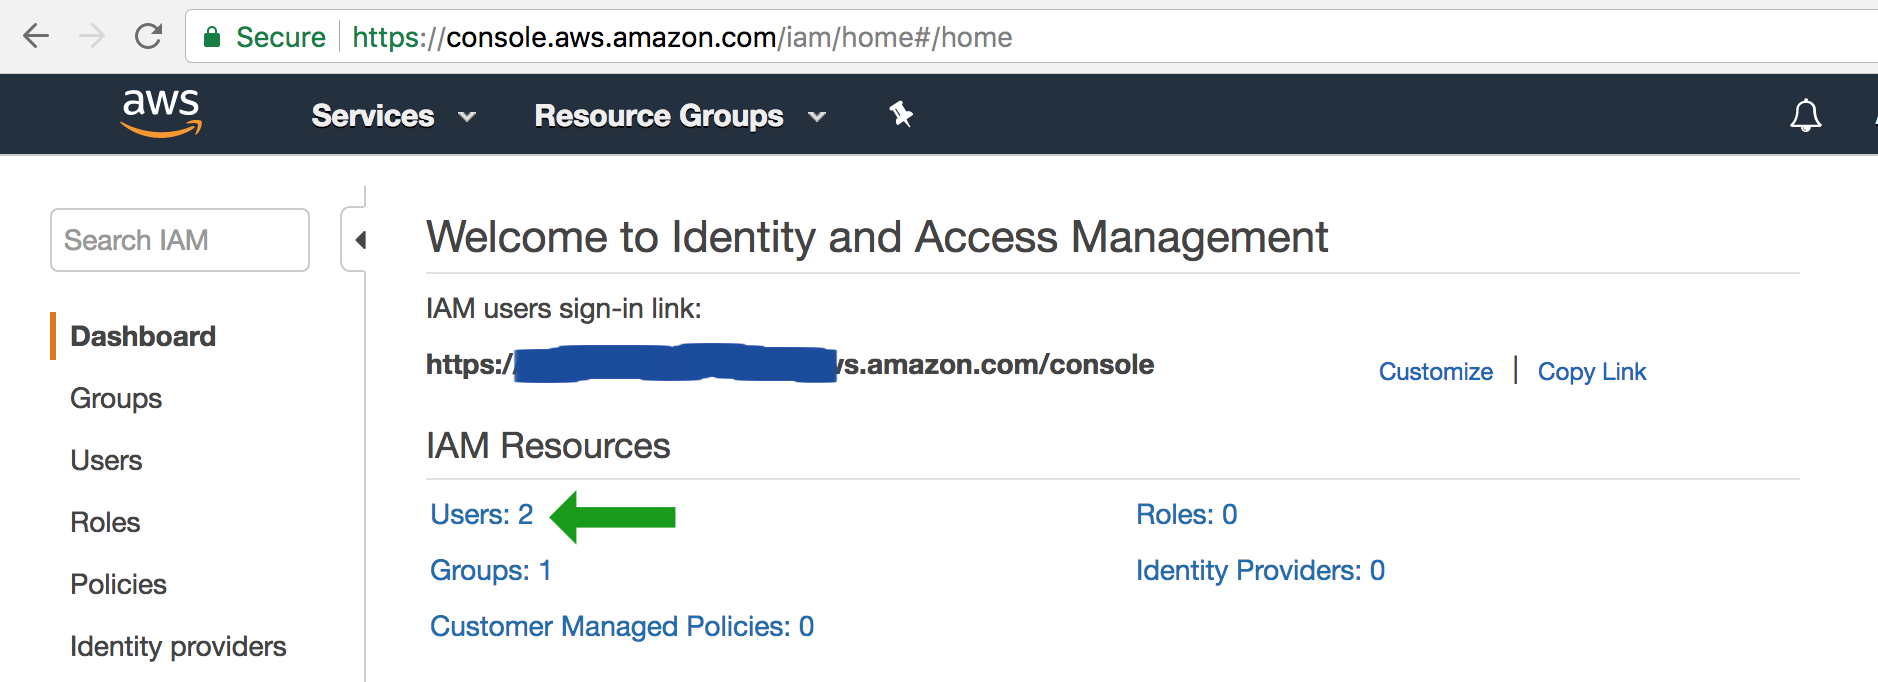 Secure https://console.aws.amazon.com/iam/home#/home
aws Services Resource Groups
Search IAM
Dashboard
Groups
Users
Roles
Policies
Identity providers
Welcome to Identity and Access Management
IAM users sign-in link:
https:/ s.amazon.com/console Customize | Copy Link
IAM Resources
Users: 2 Roles: 0
Groups: 1 Identity Providers: 0
Customer Managed Policies: 0